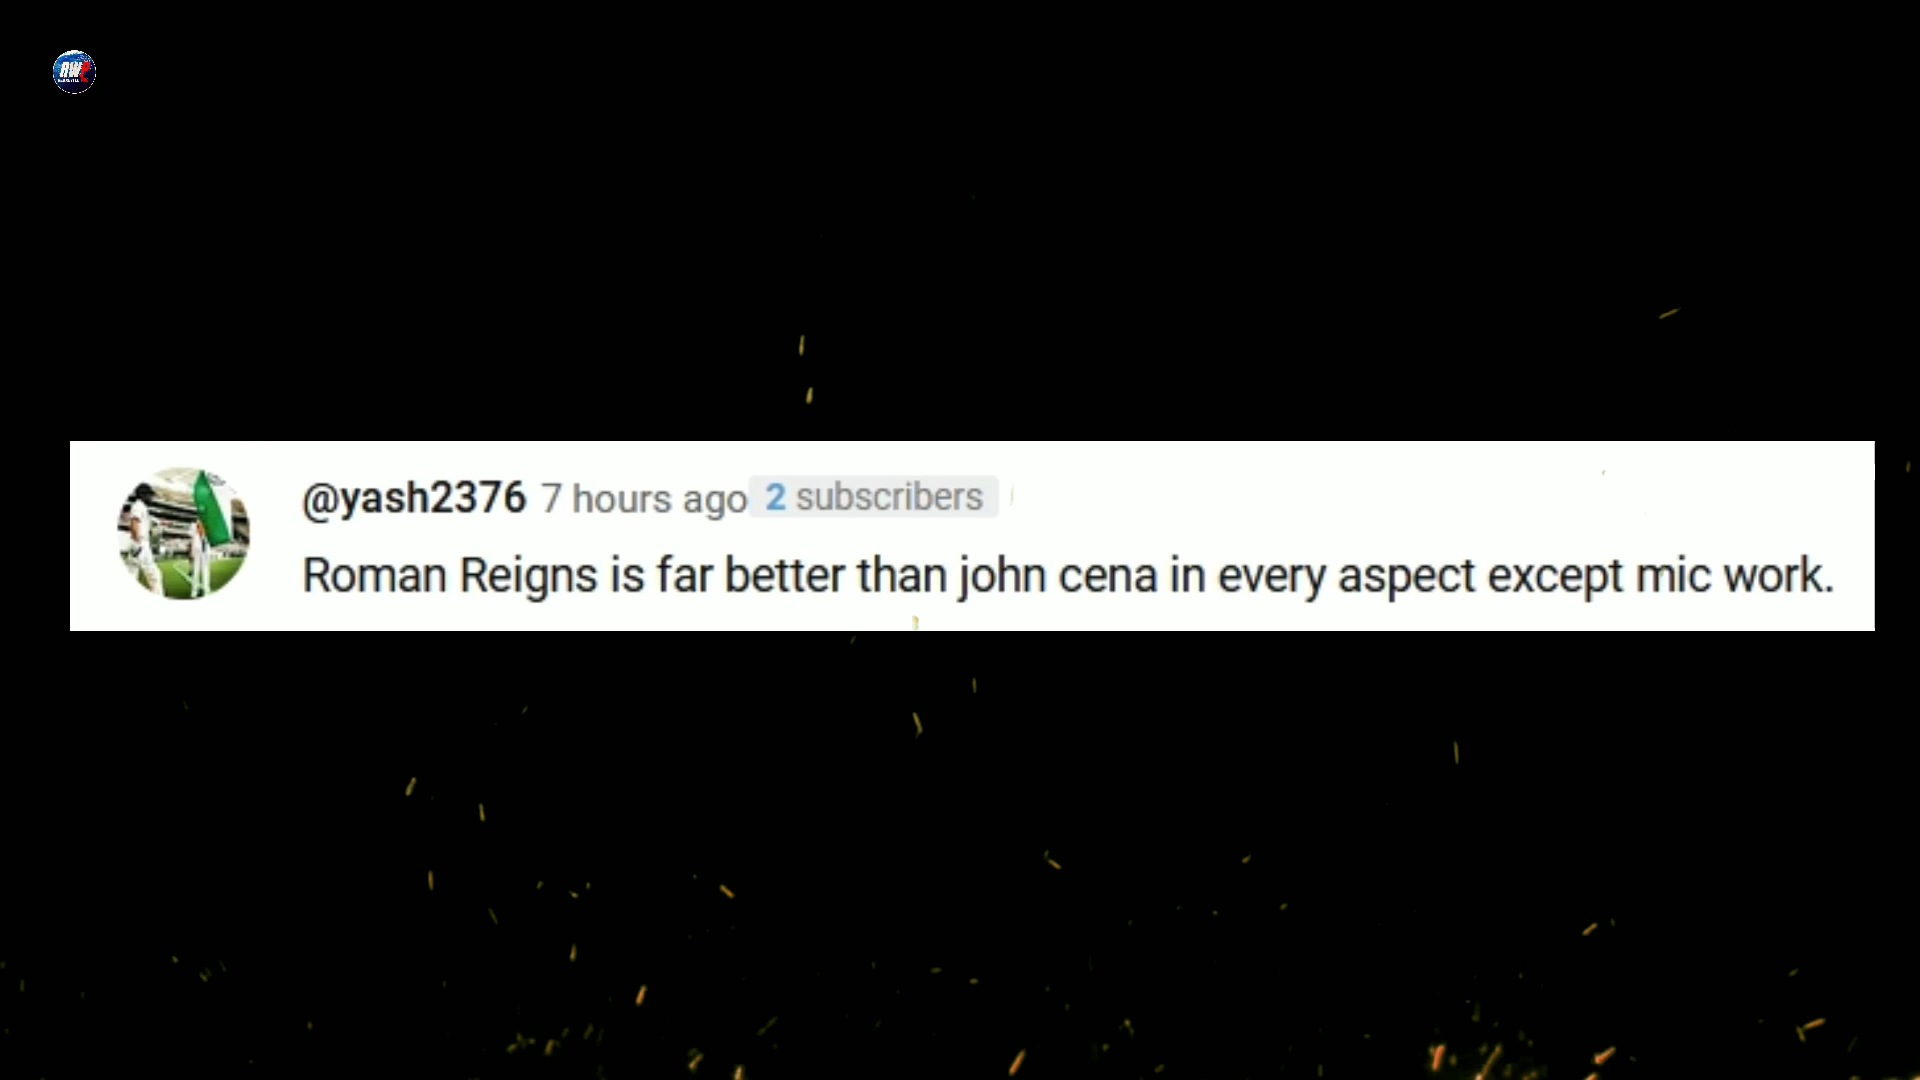 RW
@yash2376 7 hours ago 2 subscribers
Roman Reigns is far better than john cena in every aspect except mic work.